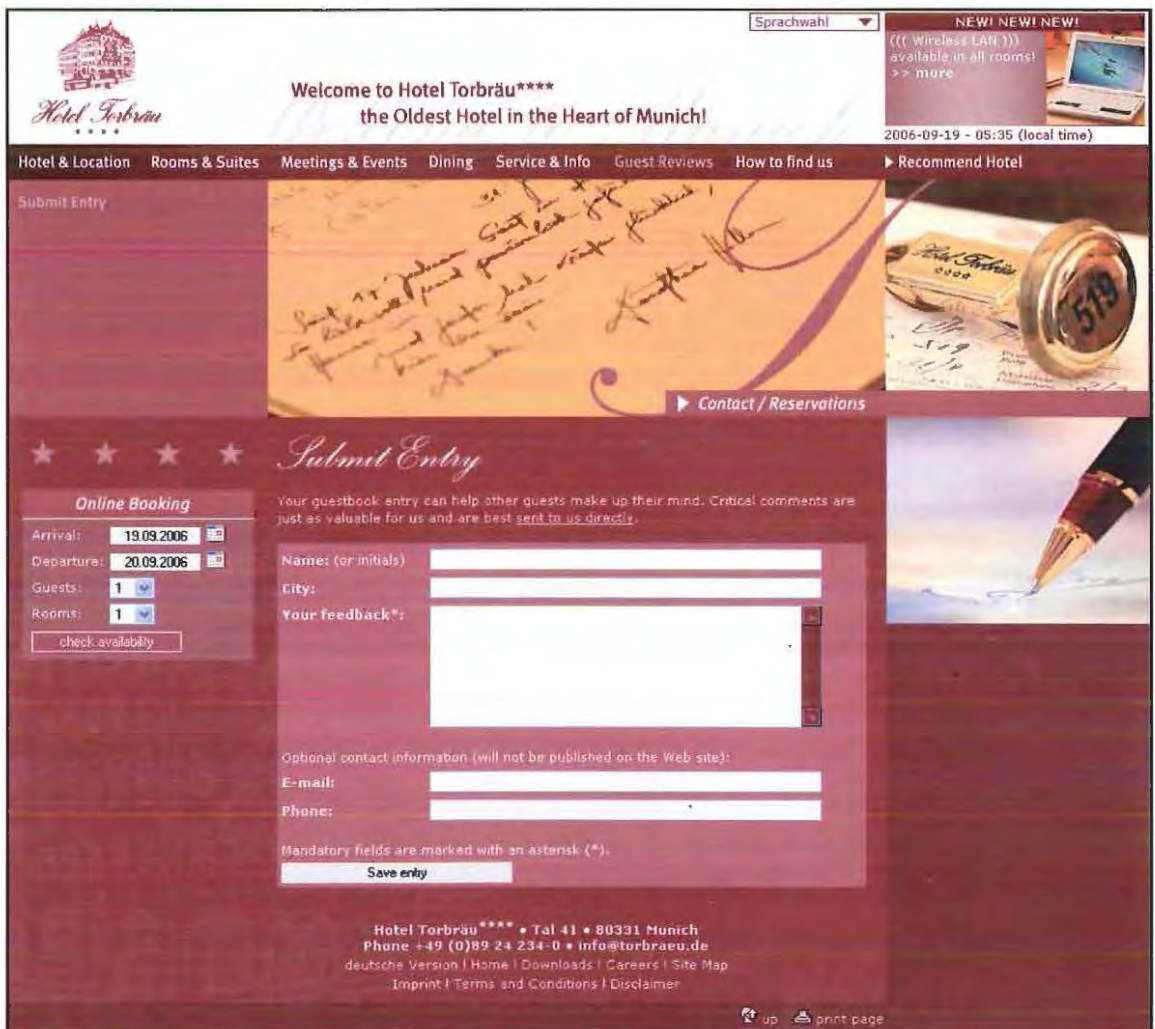 Sprachwahl
NEW! NEW! NEW!
((( Wireless LAN )))
available in all rooms!
>> more
Hotel Torbräu
Welcome to Hotel Torbräu****
the Oldest Hotel in the Heart of Munich!
2006-09-19 - 05:35 (local time)
Hotel & Location Rooms & Suites Meetings & Events Dining Service & Info Guest Reviews How to find us Recommend Hotel
Submit Entry
Hotel Torbräu
519
Contact / Reservations
Submit Entry
Your guestbook entry can help other guests make up their mind. Critical comments are
just as valuable for us and are best sent to us directly.
Online Booking
Arrival: 19.09.2006
Departure: 20.09.2006
Guests: 1
Rooms: 1
check availability
Name: (or initials)
City:
Your feedback*:
Optional contact information (will not be published on the Web site):
E-mail:
Phone:
Mandatory fields are marked with an asterisk (*).
Save entry
Hotel Torbräu**** • Tal 41 • 80331 Munich
Phone +49 (0)89 24 234-0 • info@torbraeu.de
deutsche Version | Home | Downloads | Careers | Site Map
Imprint | Terms and Conditions | Disclaimer
up print page